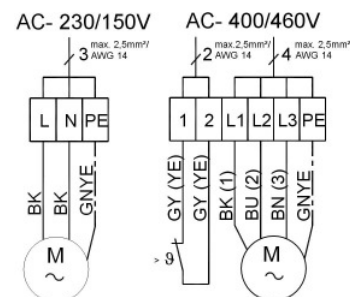 AC- 230/150V
AC- 400/460V
3 max. 2,5mm²/
AWG 14
2 max.2,5mm²/
AWG 14
4 max. 2,5mm²/
AWG 14
L N PE
1 2 L1 L2 L3 PE
BK
BK
GNYE
GY (YE)
GY (YE)
BK (1)
BU (2)
BN (3)
GNYE
M
~
> ϑ
M
~